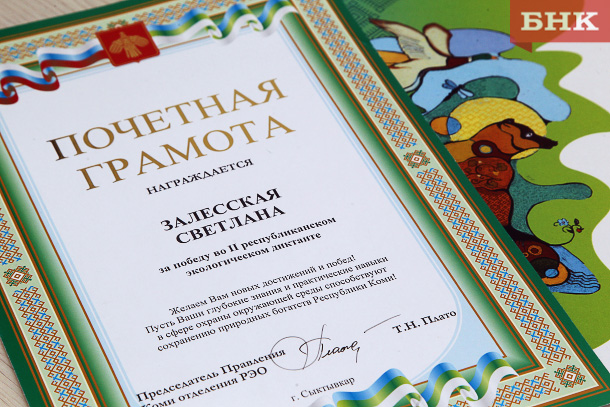 БНК
ПОЧЕТНАЯ
ГРАМОТА
НАГРАЖДАЕТСЯ
ЗАЛЕССКАЯ
СВЕТЛАНА
за победу во II республиканском
экологическом диктанте
Желаем Вам новых достижений и побед!
Пусть Ваши глубокие знания и практические навыки
в сфере охраны окружающей среды способствуют
сохранению природных богатств Республики Коми!
Председатель Правления
Коми отделения РЭО
Т.Н. Плато
г. Сыктывкар